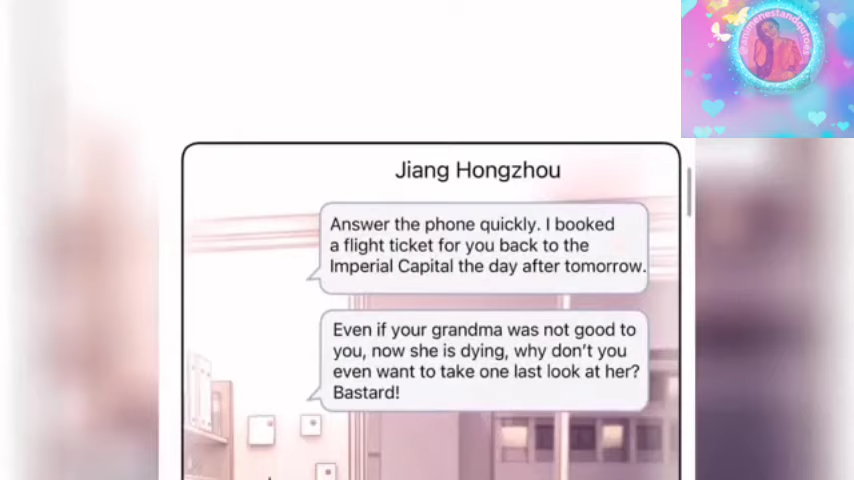 @animenestandqutoes
Jiang Hongzhou
Answer the phone quickly. I booked
a flight ticket for you back to the
Imperial Capital the day after tomorrow.
Even if your grandma was not good to
you, now she is dying, why don't you
even want to take one last look at her?
Bastard!